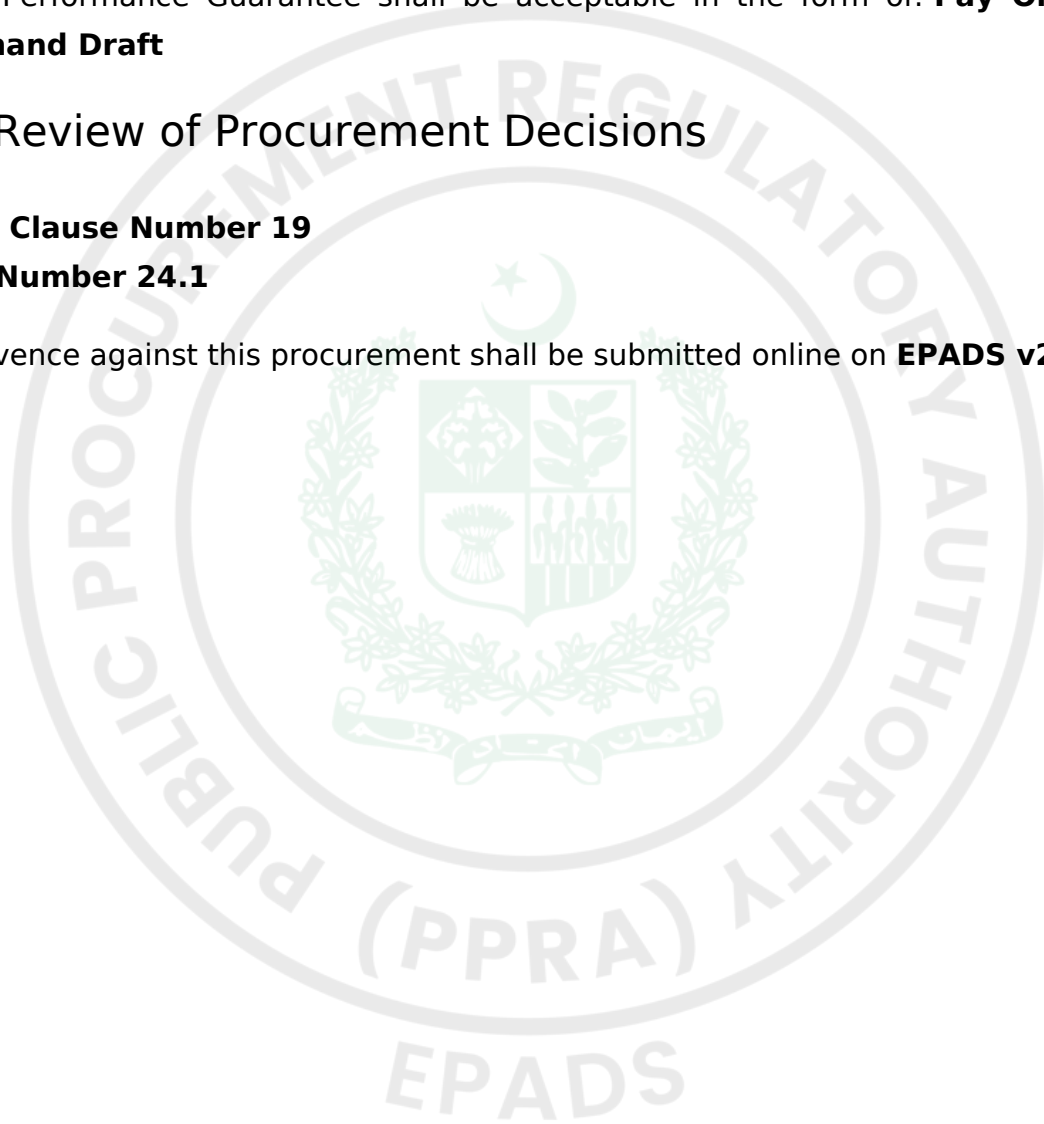 Performance Guarantee shall be acceptable in the form of: Pay Or
and Draft
Review of Procurement Decisions
Clause Number 19
Number 24.1
vence against this procurement shall be submitted online on EPADS v2
PUBLIC PROCUREMENT REGULATORY AUTHORITY
(PPRA)
EPADS